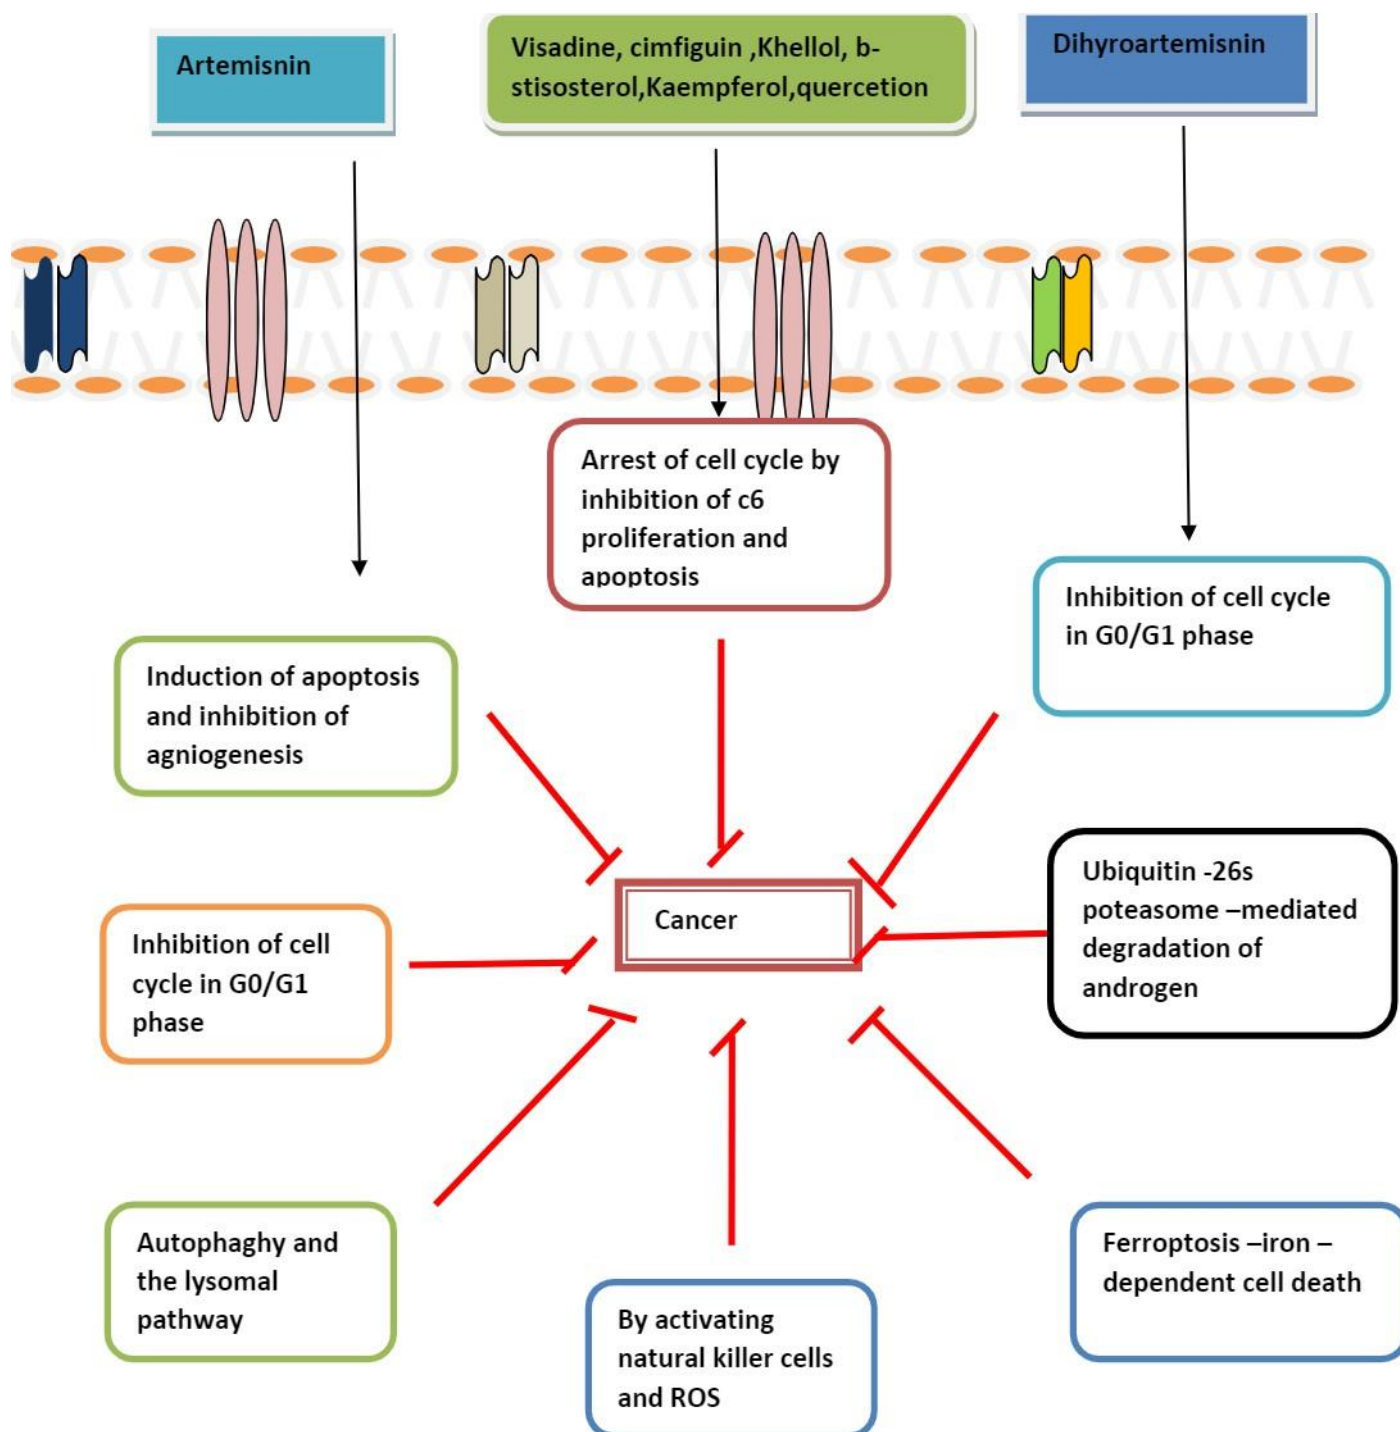 Artemisnin
Visadine, cimfiguin ,Khellol, b-
stisosterol,Kaempferol,quercetion
Dihyroartemisnin
Arrest of cell cycle by
inhibition of c6
proliferation and
apoptosis
Inhibition of cell cycle
in G0/G1 phase
Induction of apoptosis
and inhibition of
agniogenesis
Cancer
Ubiquitin -26s
poteasome –mediated
degradation of
androgen
Inhibition of cell
cycle in G0/G1
phase
Autophaghy and
the lysomal
pathway
By activating
natural killer cells
and ROS
Ferroptosis –iron –
dependent cell death